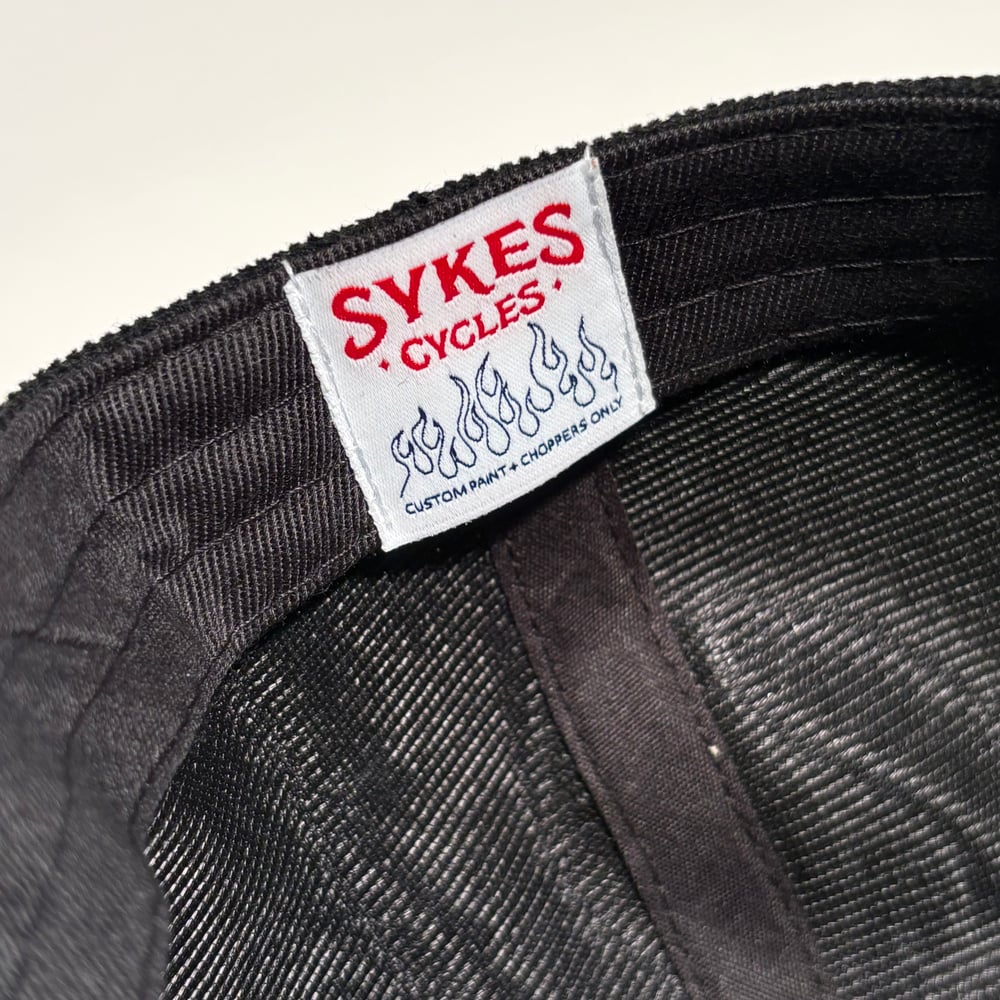 SYKES
· CYCLES ·
CUSTOM PAINT + CHOPPERS ONLY